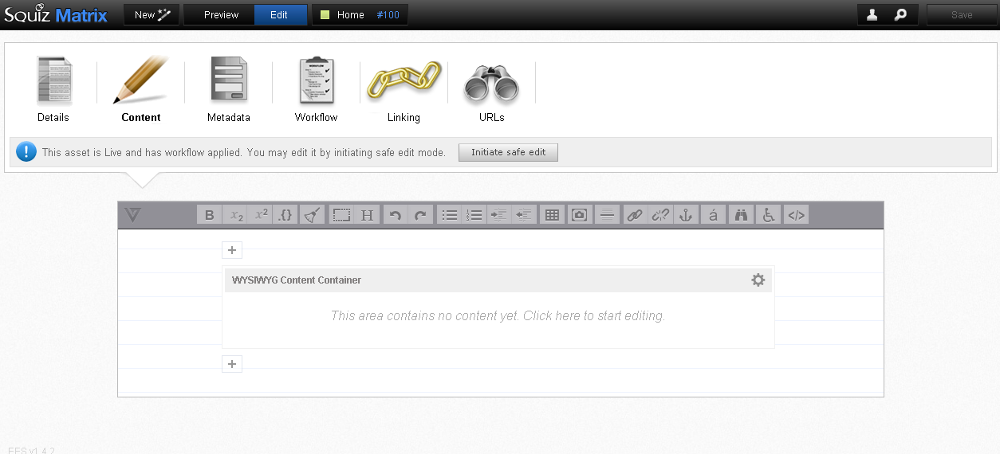 Squiz Matrix New Preview Edit Home #100 Save
Details Content Metadata Workflow Linking URLs
This asset is Live and has workflow applied. You may edit it by initiating safe edit mode. Initiate safe edit
B x2 x2 .{} H á </>
+
WYSIWYG Content Container
This area contains no content yet. Click here to start editing.
+
EES v1.4.2